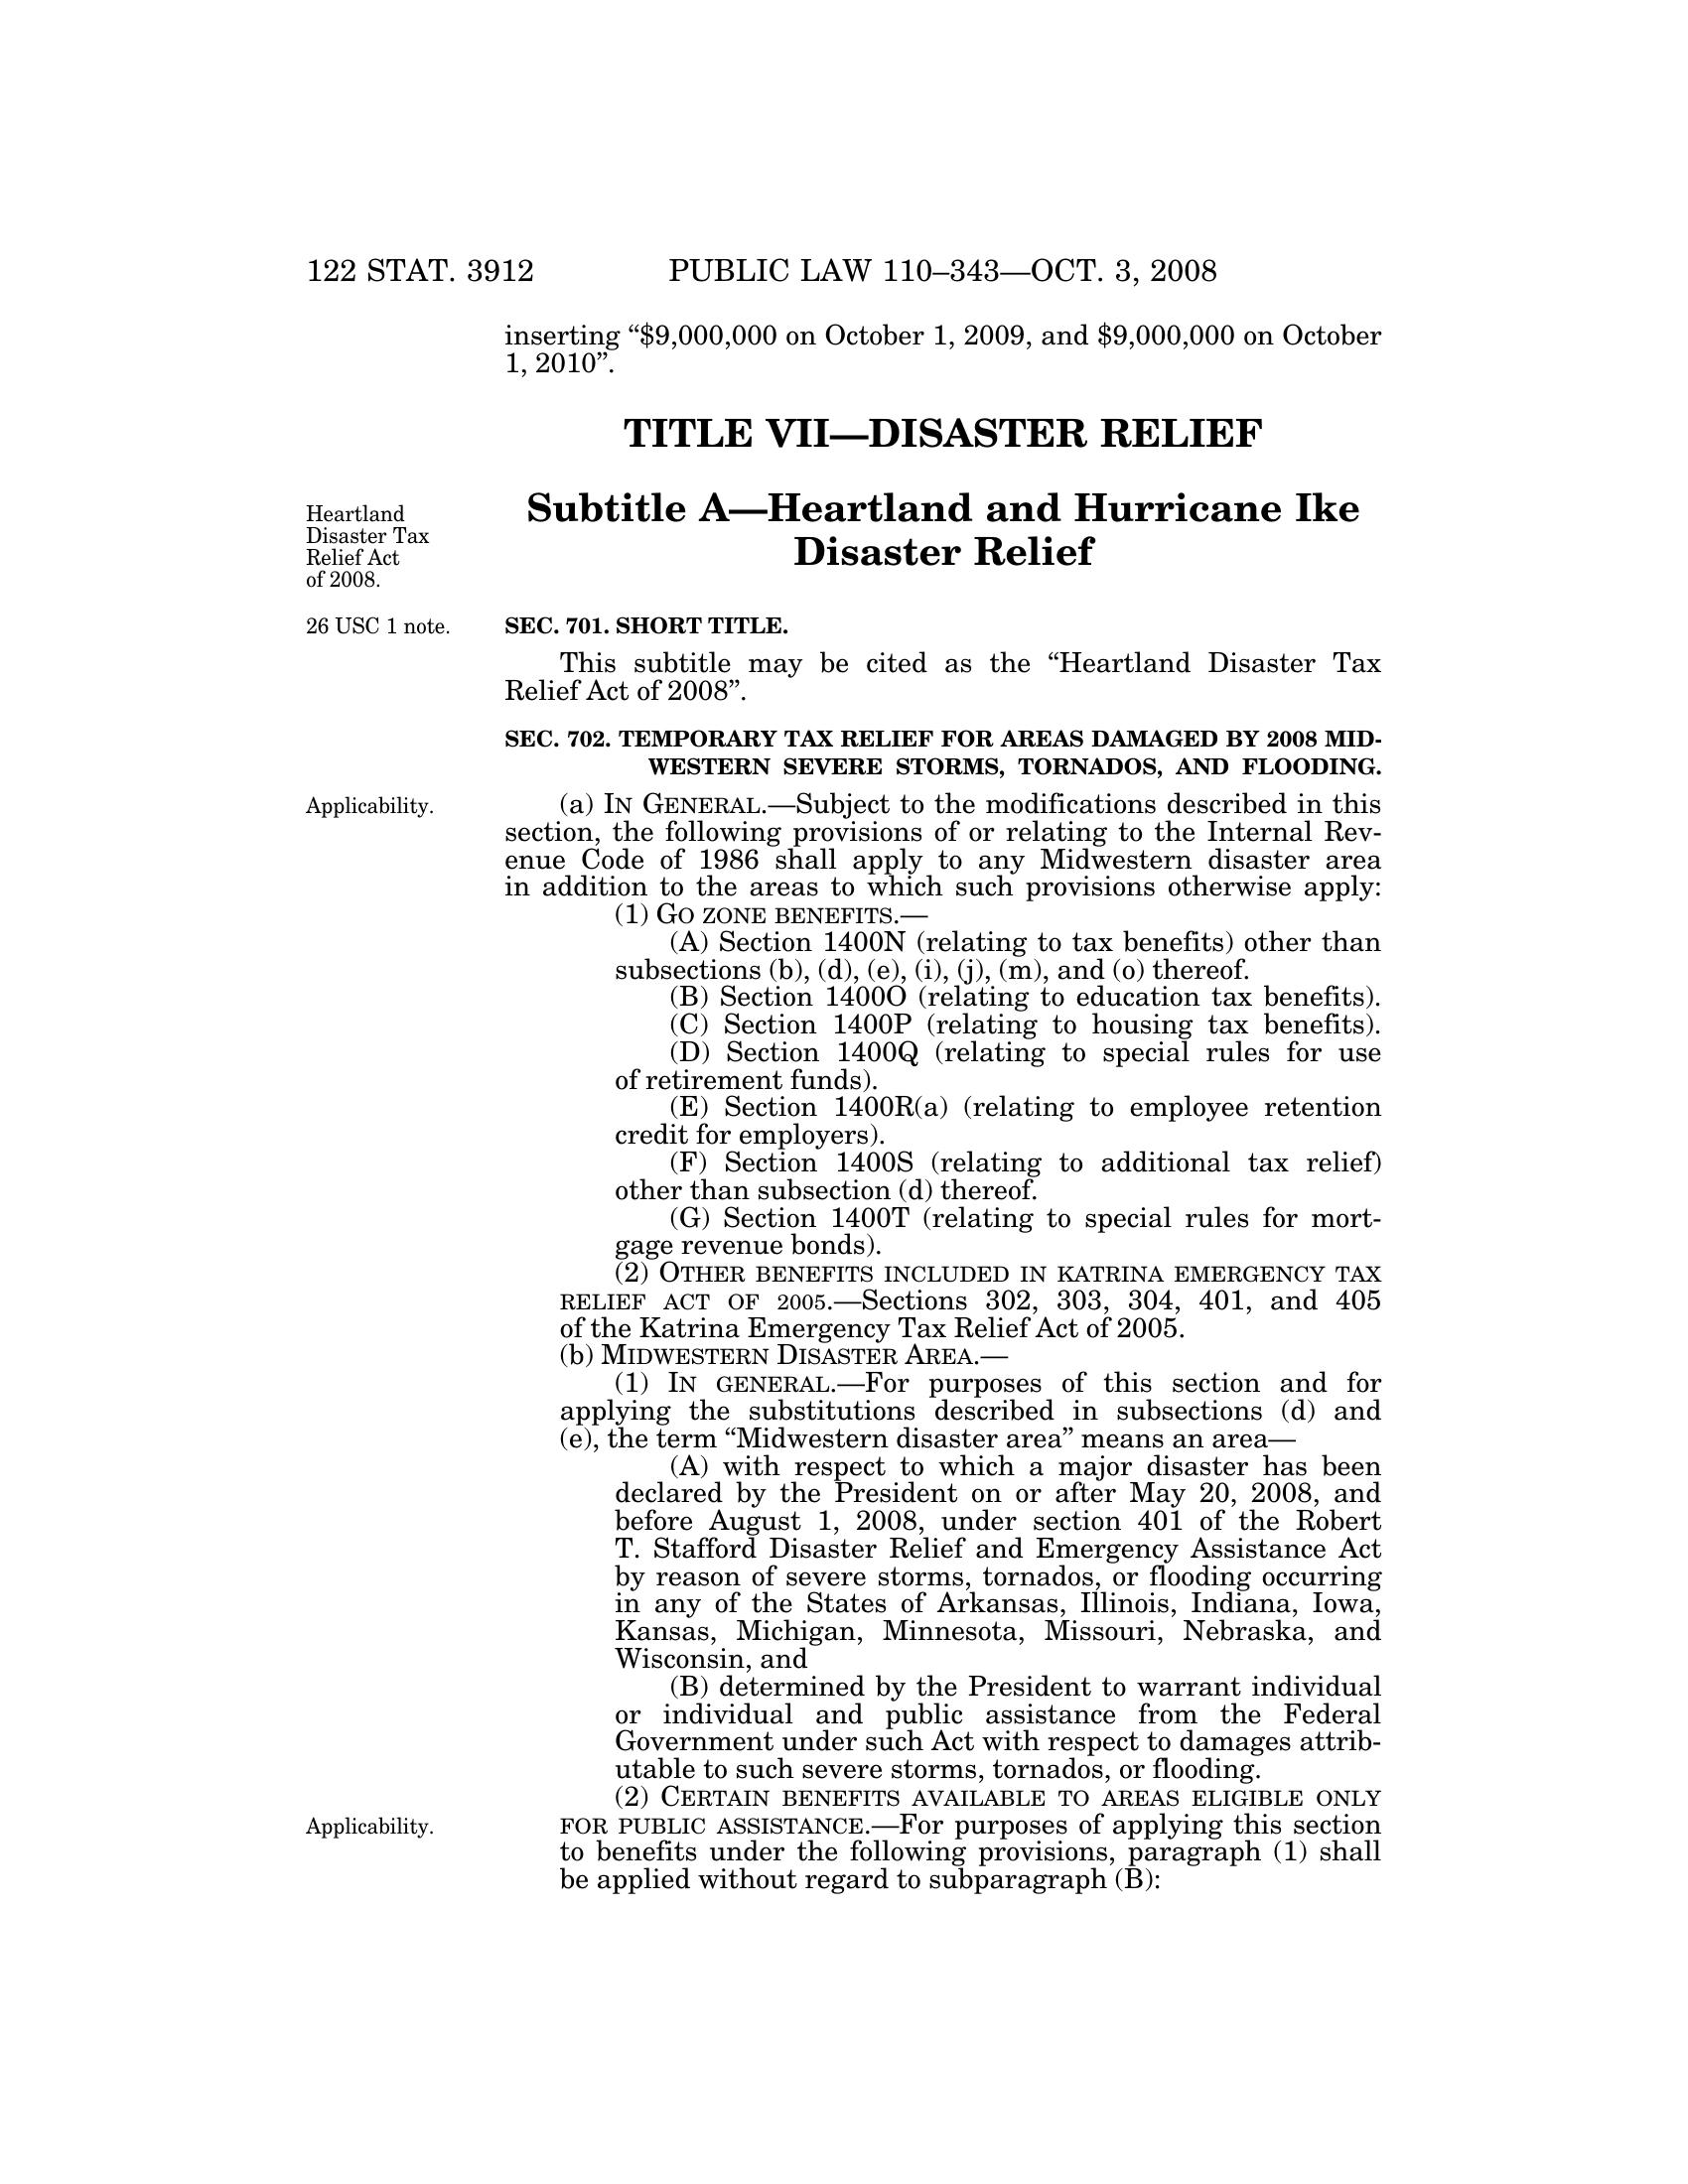 122 STAT. 3912
PUBLIC LAW 110–343—OCT. 3, 2008
inserting “$9,000,000 on October 1, 2009, and $9,000,000 on October
1, 2010”.
TITLE VII—DISASTER RELIEF
Heartland
Disaster Tax
Relief Act
of 2008.
Subtitle A—Heartland and Hurricane Ike
Disaster Relief
26 USC 1 note.
SEC. 701. SHORT TITLE.
This subtitle may be cited as the “Heartland Disaster Tax
Relief Act of 2008”.
SEC. 702. TEMPORARY TAX RELIEF FOR AREAS DAMAGED BY 2008 MID-
WESTERN SEVERE STORMS, TORNADOS, AND FLOODING.
Applicability.
(a) IN GENERAL.—Subject to the modifications described in this
section, the following provisions of or relating to the Internal Rev-
enue Code of 1986 shall apply to any Midwestern disaster area
in addition to the areas to which such provisions otherwise apply:
(1) GO ZONE BENEFITS.—
(A) Section 1400N (relating to tax benefits) other than
subsections (b), (d), (e), (i), (j), (m), and (o) thereof.
(B) Section 1400O (relating to education tax benefits).
(C) Section 1400P (relating to housing tax benefits).
(D) Section 1400Q (relating to special rules for use
of retirement funds).
(E) Section 1400R(a) (relating to employee retention
credit for employers).
(F) Section 1400S (relating to additional tax relief)
other than subsection (d) thereof.
(G) Section 1400T (relating to special rules for mort-
gage revenue bonds).
(2) OTHER BENEFITS INCLUDED IN KATRINA EMERGENCY TAX
RELIEF ACT OF 2005.—Sections 302, 303, 304, 401, and 405
of the Katrina Emergency Tax Relief Act of 2005.
(b) MIDWESTERN DISASTER AREA.—
(1) IN GENERAL.—For purposes of this section and for
applying the substitutions described in subsections (d) and
(e), the term “Midwestern disaster area” means an area—
(A) with respect to which a major disaster has been
declared by the President on or after May 20, 2008, and
before August 1, 2008, under section 401 of the Robert
T. Stafford Disaster Relief and Emergency Assistance Act
by reason of severe storms, tornados, or flooding occurring
in any of the States of Arkansas, Illinois, Indiana, Iowa,
Kansas, Michigan, Minnesota, Missouri, Nebraska, and
Wisconsin, and
(B) determined by the President to warrant individual
or individual and public assistance from the Federal
Government under such Act with respect to damages attrib-
utable to such severe storms, tornados, or flooding.
(2) CERTAIN BENEFITS AVAILABLE TO AREAS ELIGIBLE ONLY
Applicability.
FOR PUBLIC ASSISTANCE.—For purposes of applying this section
to benefits under the following provisions, paragraph (1) shall
be applied without regard to subparagraph (B):